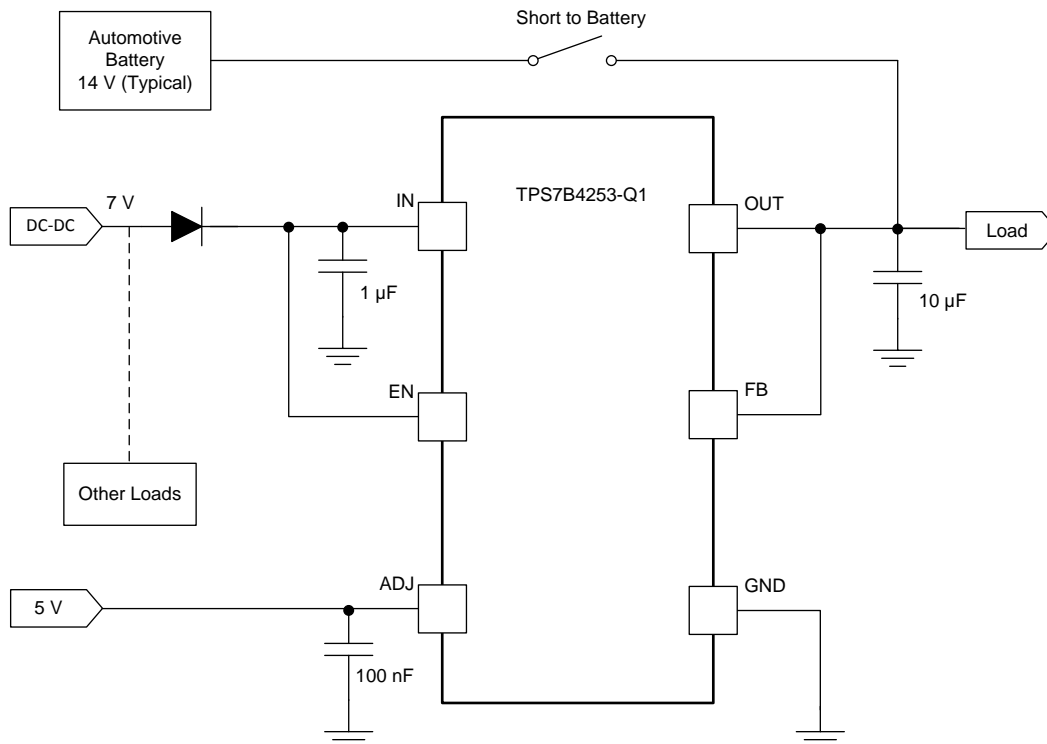 Short to Battery
Automotive
Battery
14 V (Typical)
TPS7B4253-Q1
7 V
IN
OUT
DC-DC
Load
1 µF
10 µF
EN
FB
Other Loads
ADJ
GND
5 V
100 nF